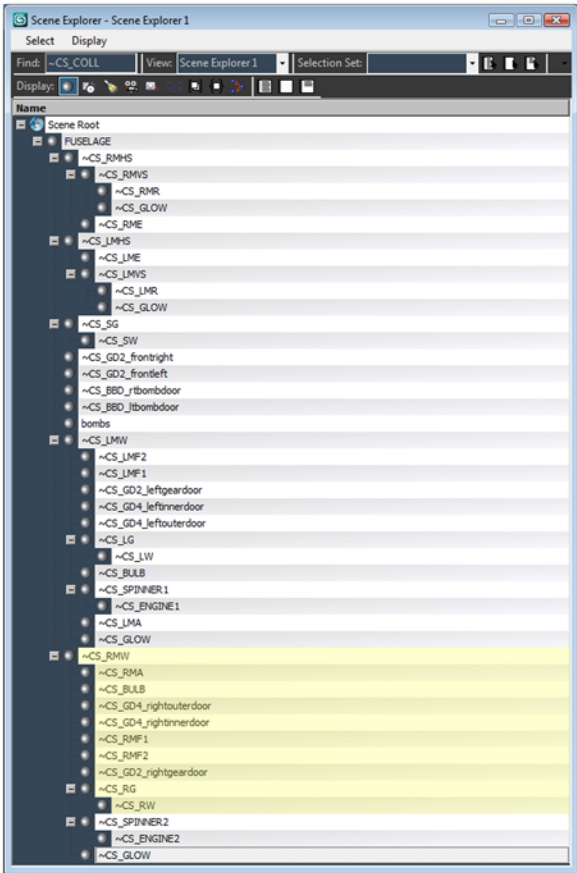 Scene Explorer - Scene Explorer 1
Select Display
Find: ~CS_COLL View: Scene Explorer 1 Selection Set:
Display:
Name
Scene Root
FUSELAGE
~CS_RMHS
~CS_RMVS
~CS_RMR
~CS_GLOW
~CS_RME
~CS_LMHS
~CS_LME
~CS_LMVS
~CS_LMR
~CS_GLOW
~CS_SG
~CS_SW
~CS_GD2_frontright
~CS_GD2_frontleft
~CS_BBD_rtbombdoor
~CS_BBD_ltbombdoor
bombs
~CS_LMW
~CS_LMF2
~CS_LMF1
~CS_GD2_leftgeardoor
~CS_GD4_leftinnerdoor
~CS_GD4_leftouterdoor
~CS_LG
~CS_LW
~CS_BULB
~CS_SPINNER1
~CS_ENGINE1
~CS_LMA
~CS_GLOW
~CS_RMW
~CS_RMA
~CS_BULB
~CS_GD4_rightouterdoor
~CS_GD4_rightinnerdoor
~CS_RMF1
~CS_RMF2
~CS_GD2_rightgeardoor
~CS_RG
~CS_RW
~CS_SPINNER2
~CS_ENGINE2
~CS_GLOW